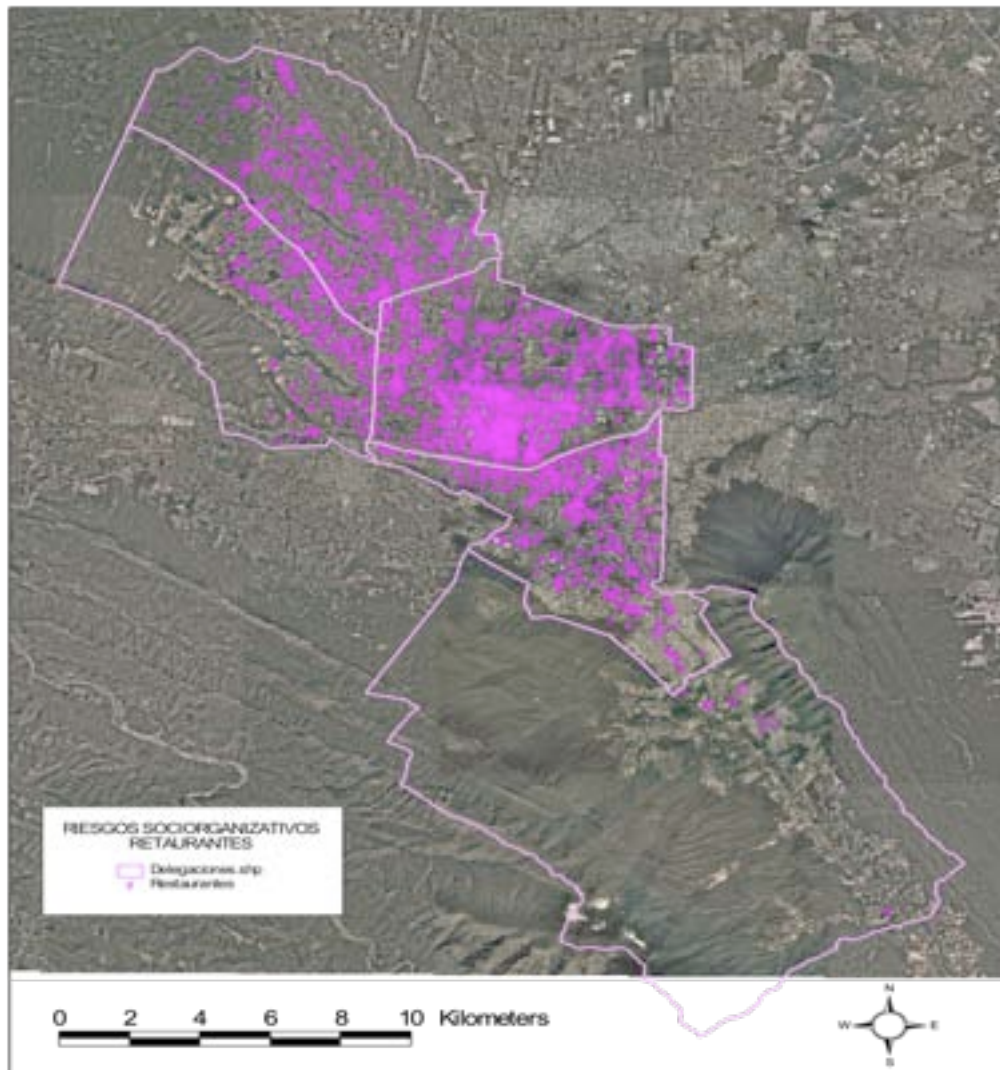 RIESGOS SOCIORGANIZATIVOS
RETAURANTES
Delegaciones.shp
Restaurantes
0 2 4 6 8 10 Kilometers
N
W E
S